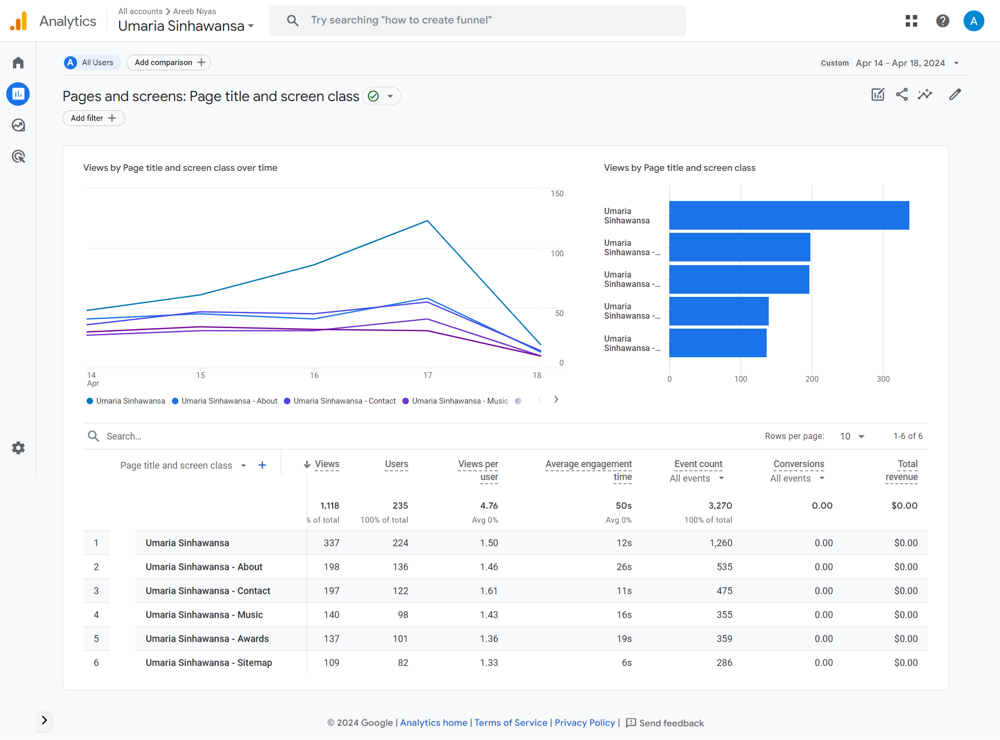 Analytics
All accounts > Areeb Niyas
Umaria Sinhawansa
Try searching "how to create funnel"
A
A All Users
Add comparison +
Custom Apr 14 - Apr 18, 2024
Pages and screens: Page title and screen class
Add filter +
Views by Page title and screen class over time
150
100
50
0
14
Apr
15
16
17
18
Umaria Sinhawansa
Umaria Sinhawansa - About
Umaria Sinhawansa - Contact
Umaria Sinhawansa - Music
Views by Page title and screen class
Umaria
Sinhawansa
Umaria
Sinhawansa -...
Umaria
Sinhawansa -...
Umaria
Sinhawansa -...
Umaria
Sinhawansa -...
0 100 200 300
Search...
Rows per page: 10 1-6 of 6
Page title and screen class +
Views
Users
Views per
user
Average engagement
time
Event count
All events
Conversions
All events
Total
revenue
1,118 235 4.76 50s 3,270 0.00 $0.00
% of total 100% of total Avg 0% Avg 0% 100% of total
1 Umaria Sinhawansa 337 224 1.50 12s 1,260 0.00 $0.00
2 Umaria Sinhawansa - About 198 136 1.46 26s 535 0.00 $0.00
3 Umaria Sinhawansa - Contact 197 122 1.61 11s 475 0.00 $0.00
4 Umaria Sinhawansa - Music 140 98 1.43 16s 355 0.00 $0.00
5 Umaria Sinhawansa - Awards 137 101 1.36 19s 359 0.00 $0.00
6 Umaria Sinhawansa - Sitemap 109 82 1.33 6s 286 0.00 $0.00
© 2024 Google | Analytics home | Terms of Service | Privacy Policy | Send feedback